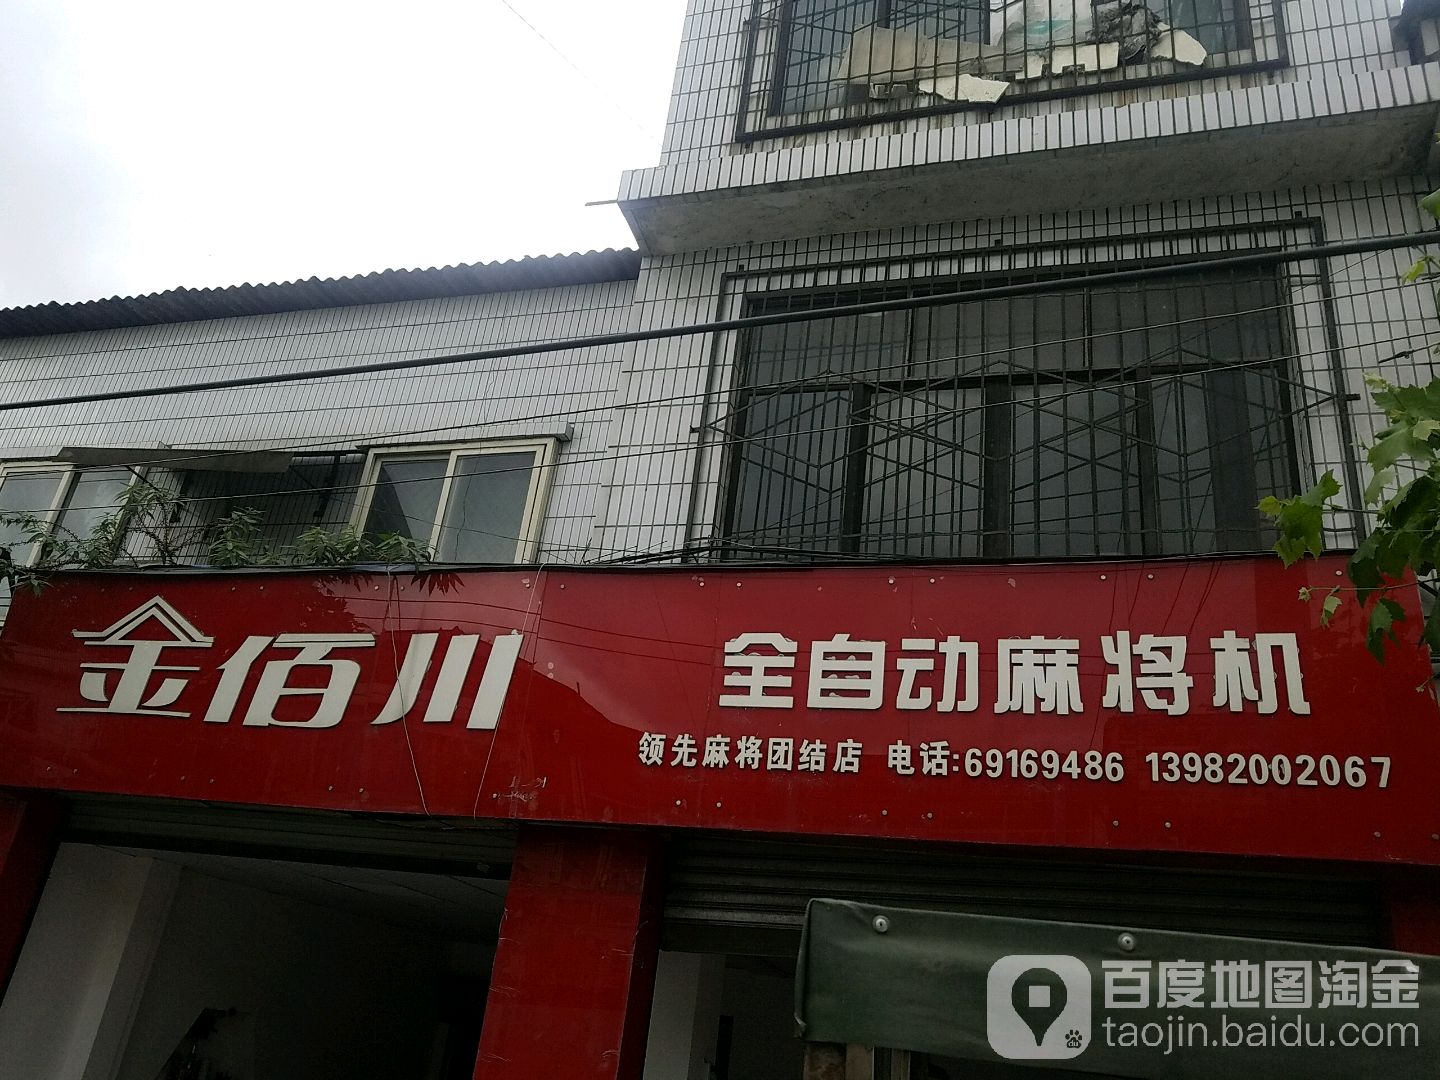 金佰川
全自动麻将机
领先麻将团结店 电话:69169486 13982002067
百度地图淘金
taojin.baidu.com